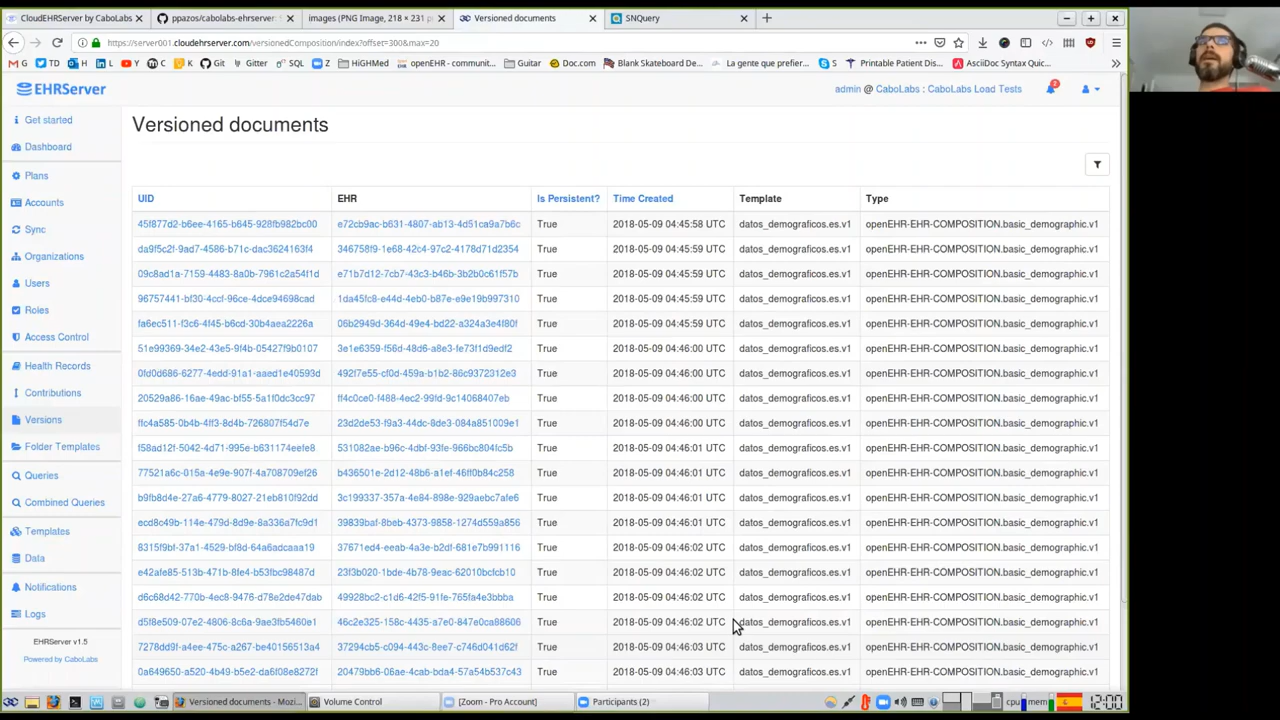 CloudEHRServer by CaboLabs
ppazos/cabolabs-ehrserver:
images (PNG Image, 218 × 231 pi
Versioned documents
SNQuery
https://server001.cloudehrserver.com/versionedComposition/index?offset=300&max=20
G TD H L Y C K Git Gitter SQL Z HiGHMed openEHR - communit... Guitar Doc.com Blank Skateboard De... La gente que prefier... S Printable Patient Dis... AsciiDoc Syntax Quic...
EHRServer
admin @ CaboLabs : CaboLabs Load Tests
2
Get started
Dashboard
Plans
Accounts
Sync
Organizations
Users
Roles
Access Control
Health Records
Contributions
Versions
Folder Templates
Queries
Combined Queries
Templates
Data
Notifications
Logs
EHRServer v1.5
Powered by CaboLabs
Versioned documents
UID EHR Is Persistent? Time Created Template Type
45f877d2-b6ee-4165-b645-928fb982bc00 e72cb9ac-b631-4807-ab13-4d51ca9a7b6c True 2018-05-09 04:45:58 UTC datos_demograficos.es.v1 openEHR-EHR-COMPOSITION.basic_demographic.v1
da9f5c2f-9ad7-4586-b71c-dac3624163f4 346758f9-1e68-42c4-97c2-4178d71d2354 True 2018-05-09 04:45:59 UTC datos_demograficos.es.v1 openEHR-EHR-COMPOSITION.basic_demographic.v1
09c8ad1a-7159-4483-8a0b-7961c2a54f1d e71b7d12-7cb7-43c3-b46b-3b2b0c61f57b True 2018-05-09 04:45:59 UTC datos_demograficos.es.v1 openEHR-EHR-COMPOSITION.basic_demographic.v1
96757441-bf30-4ccf-96ce-4dce94698cad 1da45fc8-e44d-4eb0-b87e-e9e19b997310 True 2018-05-09 04:45:59 UTC datos_demograficos.es.v1 openEHR-EHR-COMPOSITION.basic_demographic.v1
fa6ec511-f3c6-4f45-b6cd-30b4aea2226a 06b2949d-364d-49e4-bd22-a324a3e4f80f True 2018-05-09 04:45:59 UTC datos_demograficos.es.v1 openEHR-EHR-COMPOSITION.basic_demographic.v1
51e99369-34e2-43e5-9f4b-05427f9b0107 3e1e6359-f56d-48d6-a8e3-fe73f1d9edf2 True 2018-05-09 04:46:00 UTC datos_demograficos.es.v1 openEHR-EHR-COMPOSITION.basic_demographic.v1
0fd0d686-6277-4edd-91a1-aaed1e40593d 492f7e55-cf0d-459a-b1b2-86c9372312e3 True 2018-05-09 04:46:00 UTC datos_demograficos.es.v1 openEHR-EHR-COMPOSITION.basic_demographic.v1
20529a86-16ae-49ac-bf55-5a1f0dc3cc97 ff4c0ce0-f488-4ec2-99fd-9c14068407eb True 2018-05-09 04:46:00 UTC datos_demograficos.es.v1 openEHR-EHR-COMPOSITION.basic_demographic.v1
ffc4a585-0b4b-4ff3-8d4b-726807f54d7e 23d2de53-f9a3-44dc-8de3-084a851009e1 True 2018-05-09 04:46:00 UTC datos_demograficos.es.v1 openEHR-EHR-COMPOSITION.basic_demographic.v1
f58ad12f-5042-4d71-995e-b631174eefe8 531082ae-b96c-4dbf-93fe-966bc804fc5b True 2018-05-09 04:46:01 UTC datos_demograficos.es.v1 openEHR-EHR-COMPOSITION.basic_demographic.v1
77521a6c-015a-4e9e-907f-4a708709ef26 b436501e-2d12-48b6-a1ef-46ff0b84c258 True 2018-05-09 04:46:01 UTC datos_demograficos.es.v1 openEHR-EHR-COMPOSITION.basic_demographic.v1
b9fb8d4e-27a6-4779-8027-21eb810f92dd 3c199337-357a-4e84-898e-929aebc7afe6 True 2018-05-09 04:46:01 UTC datos_demograficos.es.v1 openEHR-EHR-COMPOSITION.basic_demographic.v1
ecd8c49b-114e-479d-8d9e-8a336a7fc9d1 39839baf-8beb-4373-9858-1274d559a856 True 2018-05-09 04:46:01 UTC datos_demograficos.es.v1 openEHR-EHR-COMPOSITION.basic_demographic.v1
8315f9bf-37a1-4529-bf8d-64a6adcaaa19 37671ed4-eeab-4a3e-b2df-681e7b991116 True 2018-05-09 04:46:02 UTC datos_demograficos.es.v1 openEHR-EHR-COMPOSITION.basic_demographic.v1
e42afe85-513b-471b-8fe4-b53fbc98487d 23f3b020-1bde-4b78-9eac-62010bcfcb10 True 2018-05-09 04:46:02 UTC datos_demograficos.es.v1 openEHR-EHR-COMPOSITION.basic_demographic.v1
d6c68d42-770b-4ec8-9476-d78e2de47dab 49928bc2-c1d6-42f5-91fe-765fa4e3bbba True 2018-05-09 04:46:02 UTC datos_demograficos.es.v1 openEHR-EHR-COMPOSITION.basic_demographic.v1
d5f8e509-07e2-4806-8c6a-9ae3fb5460e1 46c2e325-158c-4435-a7e0-847e0ca88606 True 2018-05-09 04:46:02 UTC datos_demograficos.es.v1 openEHR-EHR-COMPOSITION.basic_demographic.v1
7278dd9f-a4ee-475c-a267-be40156513a4 37294cb5-c094-443c-8ee7-c746d041d62f True 2018-05-09 04:46:03 UTC datos_demograficos.es.v1 openEHR-EHR-COMPOSITION.basic_demographic.v1
0a649650-a520-4b49-b5e2-da6f08e8272f 20479bb6-06ae-4cab-bda4-57a54b537c43 True 2018-05-09 04:46:03 UTC datos_demograficos.es.v1 openEHR-EHR-COMPOSITION.basic_demographic.v1
Versioned documents - Mozi...
Volume Control
[Zoom - Pro Account]
Participants (2)
cpu mem 12:00